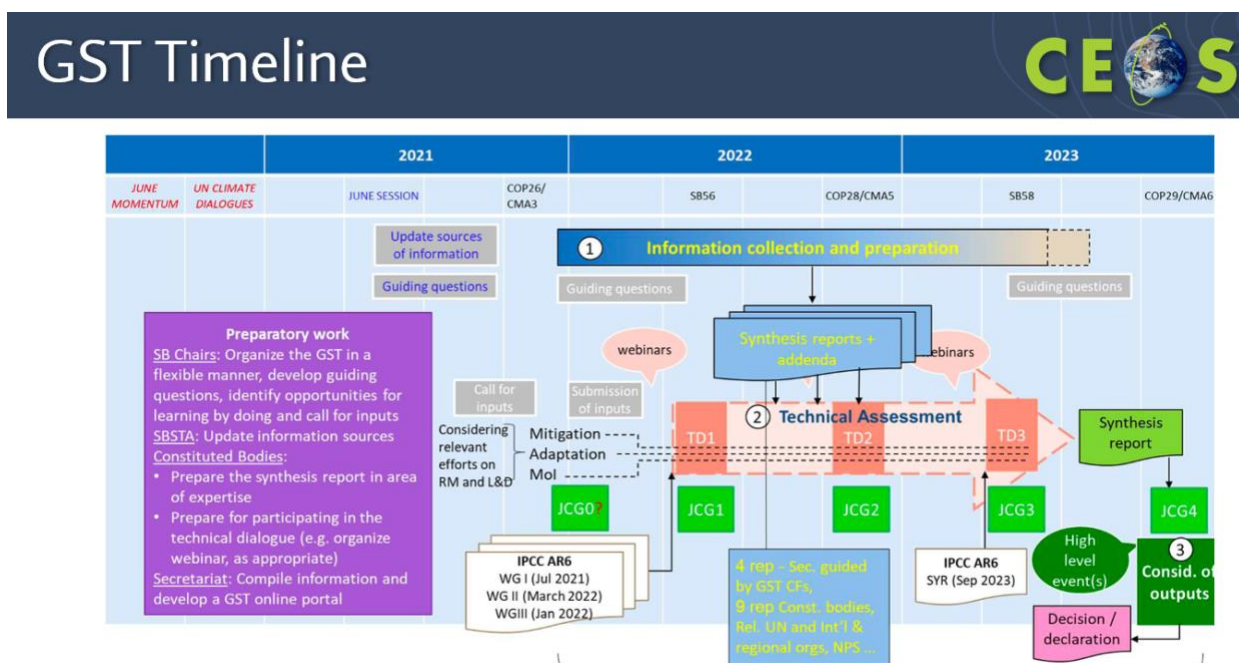 GST Timeline
CEOS
2021
2022
2023
JUNE
MOMENTUM
UN CLIMATE
DIALOGUES
JUNE SESSION
COP26/
CMA3
SB56
COP28/CMA5
SB58
COP29/CMA6
Update sources
of information
1 Information collection and preparation
Guiding questions
Guiding questions
Guiding questions
Preparatory work
SB Chairs: Organize the GST in a
flexible manner, develop guiding
questions, identify opportunities for
learning by doing and call for inputs
SBSTA: Update information sources
Constituted Bodies:
• Prepare the synthesis report in area
of expertise
• Prepare for participating in the
technical dialogue (e.g. organize
webinar, as appropriate)
Secretariat: Compile information and
develop a GST online portal
webinars
Synthesis reports +
addenda
webinars
Call for
inputs
Submission
of inputs
2 Technical Assessment
Considering
relevant
efforts on
RM and L&D
Mitigation
Adaptation
MoI
TD1
TD2
TD3
Synthesis
report
JCG0?
JCG1
JCG2
JCG3
JCG4
IPCC AR6
WG I (Jul 2021)
WG II (March 2022)
WGIII (Jan 2022)
4 rep – Sec. guided
by GST CFs,
9 rep Const. bodies,
Rel. UN and Int'l &
regional orgs, NPS ...
IPCC AR6
SYR (Sep 2023)
High
level
event(s)
3
Consid. of
outputs
Decision /
declaration